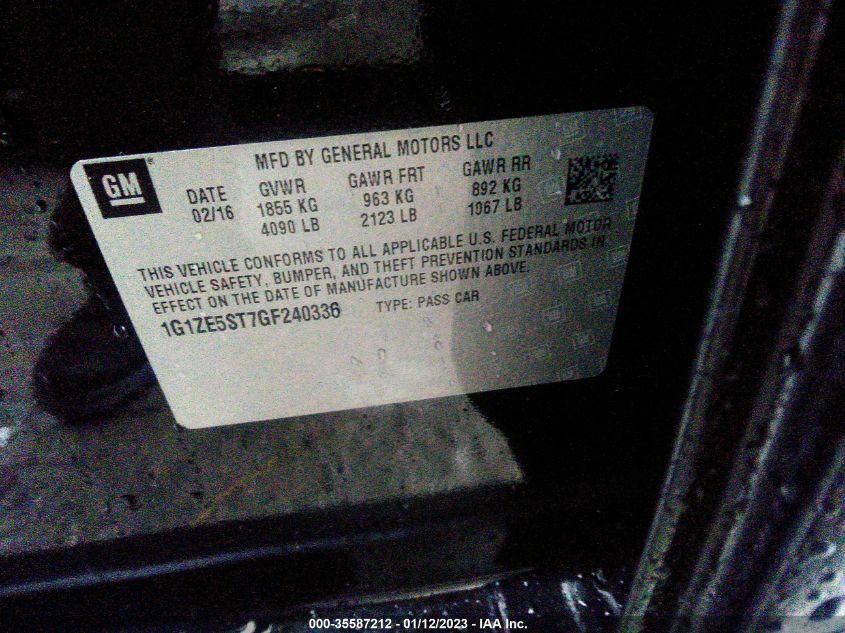 GM
MFD BY GENERAL MOTORS LLC
DATE GVWR GAWR FRT GAWR RR
02/16 1855 KG 963 KG 892 KG
4090 LB 2123 LB 1967 LB
THIS VEHICLE CONFORMS TO ALL APPLICABLE U.S. FEDERAL MOTOR
VEHICLE SAFETY, BUMPER, AND THEFT PREVENTION STANDARDS IN
EFFECT ON THE DATE OF MANUFACTURE SHOWN ABOVE.
1G1ZE5ST7GF240336 TYPE: PASS CAR
000-35587212 - 01/12/2023 - IAA Inc.